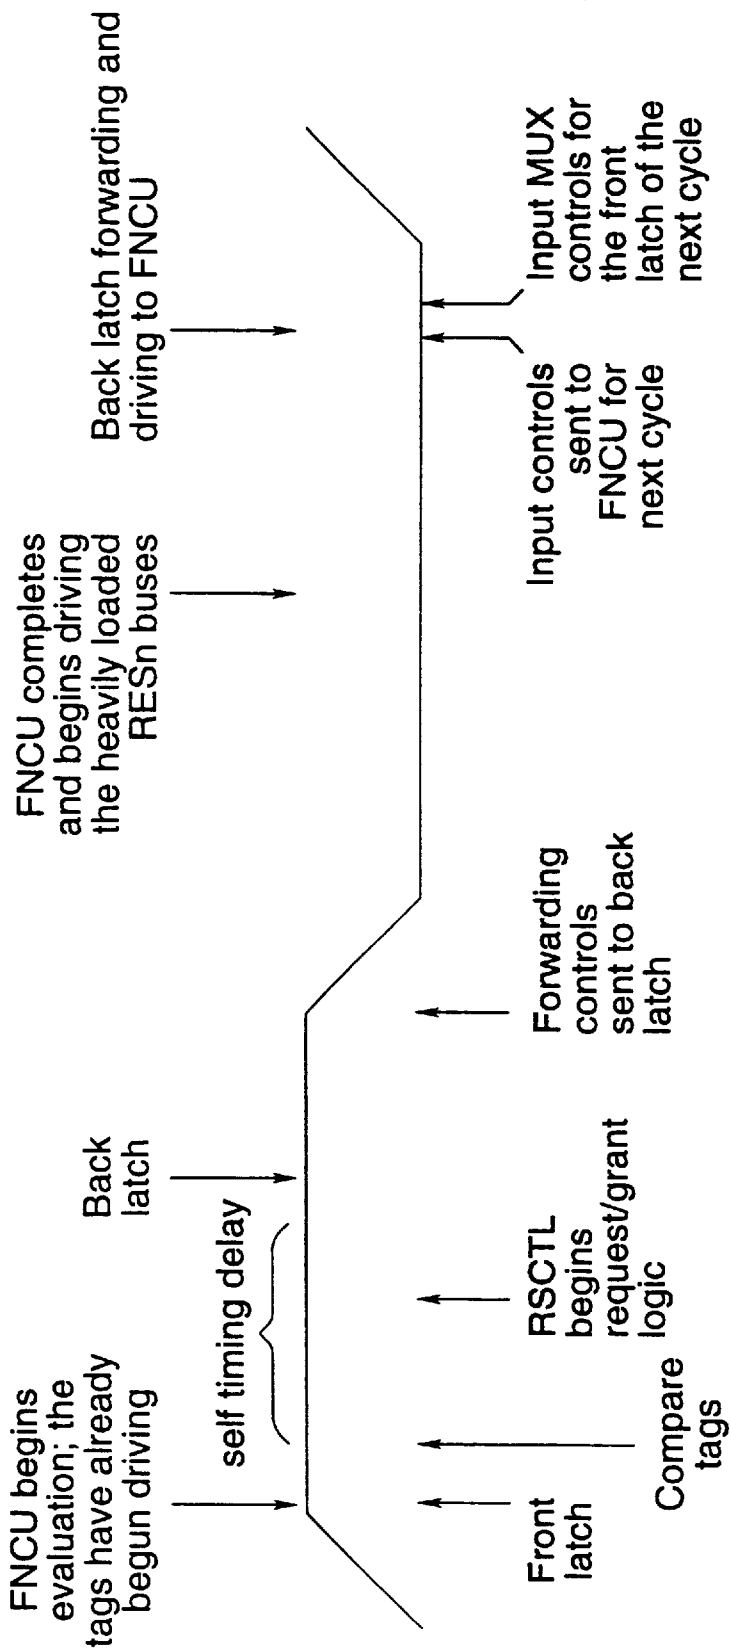 FNCU begins
evaluation; the
tags have already
begun driving
self timing delay
Back
latch
FNCU completes
and begins driving
the heavily loaded
RESn buses
Back latch forwarding and
driving to FNCU
Front
latch
Compare
tags
RSCTL
begins
request/grant
logic
Forwarding
controls
sent to back
latch
Input controls
sent to
FNCU for
next cycle
Input MUX
controls for
the front
latch of the
next cycle